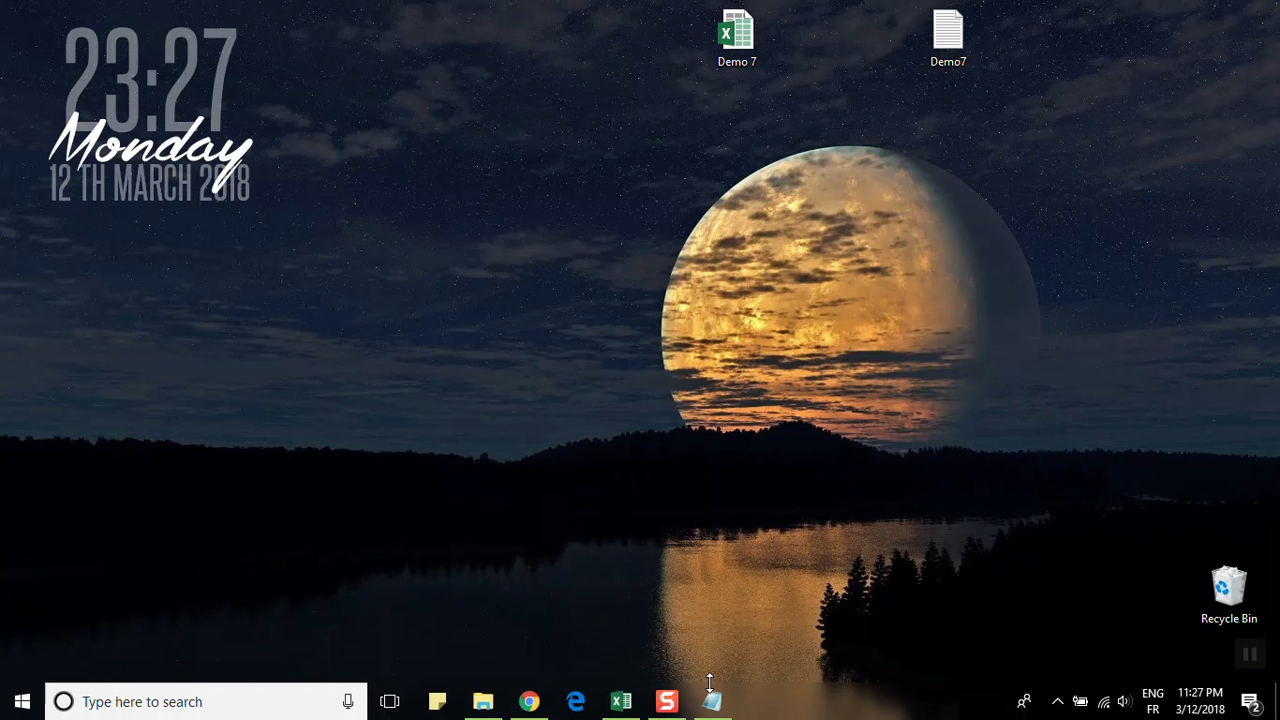 23:27
Monday
12 TH MARCH 2018
Demo 7
Demo7
Recycle Bin
Type here to search
ENG
FR
11:27 PM
3/12/2018
2